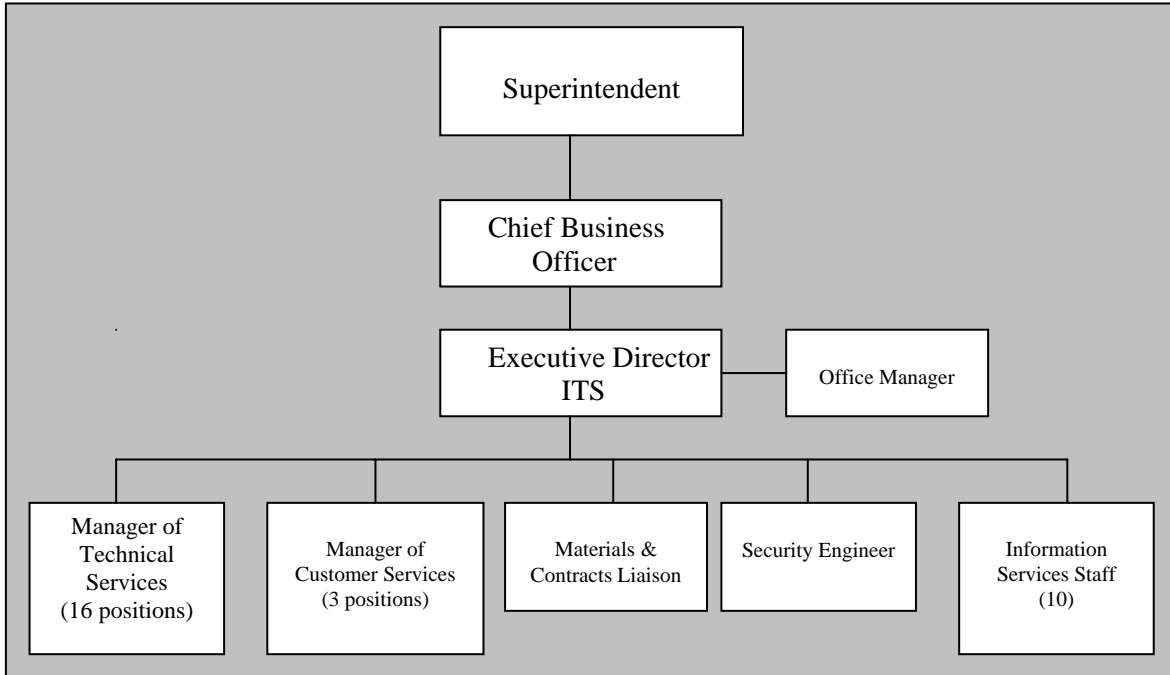 Superintendent
Chief Business
Officer
Executive Director
ITS
Office Manager
Manager of
Technical
Services
(16 positions)
Manager of
Customer Services
(3 positions)
Materials &
Contracts Liaison
Security Engineer
Information
Services Staff
(10)